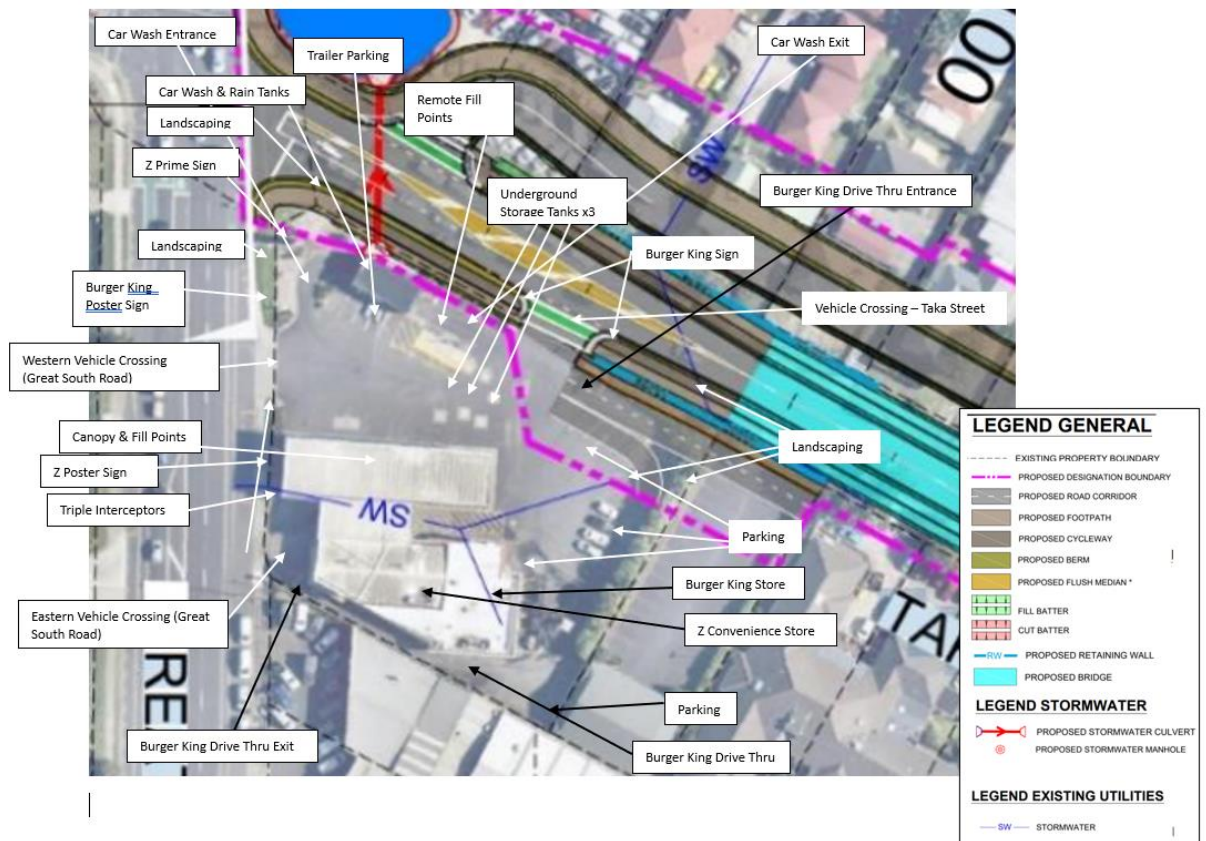 Car Wash Entrance
Trailer Parking
Car Wash Exit
OO
Car Wash & Rain Tanks
Remote Fill
Points
Landscaping
SW
Z Prime Sign
Underground
Storage Tanks x3
Burger King Drive Thru Entrance
Landscaping
Burger King Sign
Burger King
Poster Sign
Vehicle Crossing – Taka Street
Western Vehicle Crossing
(Great South Road)
Canopy & Fill Points
Landscaping
Z Poster Sign
Triple Interceptors
SW
Parking
Burger King Store
Eastern Vehicle Crossing (Great
South Road)
Z Convenience Store
TA
RE
Parking
Burger King Drive Thru Exit
Burger King Drive Thru
LEGEND GENERAL
EXISTING PROPERTY BOUNDARY
PROPOSED DESIGNATION BOUNDARY
PROPOSED ROAD CORRIDOR
PROPOSED FOOTPATH
PROPOSED CYCLEWAY
PROPOSED BERM
PROPOSED FLUSH MEDIAN *
FILL BATTER
CUT BATTER
RW PROPOSED RETAINING WALL
PROPOSED BRIDGE
LEGEND STORMWATER
PROPOSED STORMWATER CULVERT
PROPOSED STORMWATER MANHOLE
LEGEND EXISTING UTILITIES
SW STORMWATER